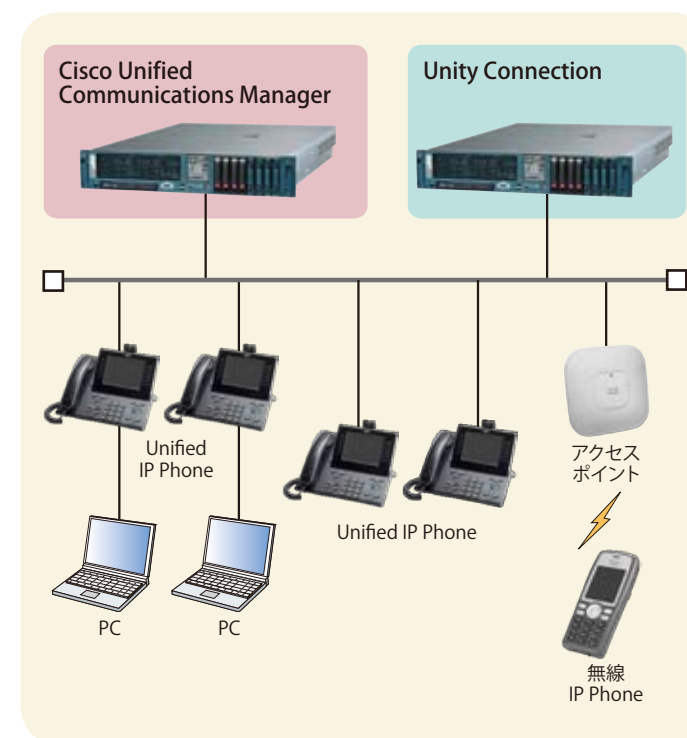 Cisco Unified
Communications Manager
Unity Connection
Unified
IP Phone
Unified IP Phone
アクセス
ポイント
PC
PC
無線
IP Phone